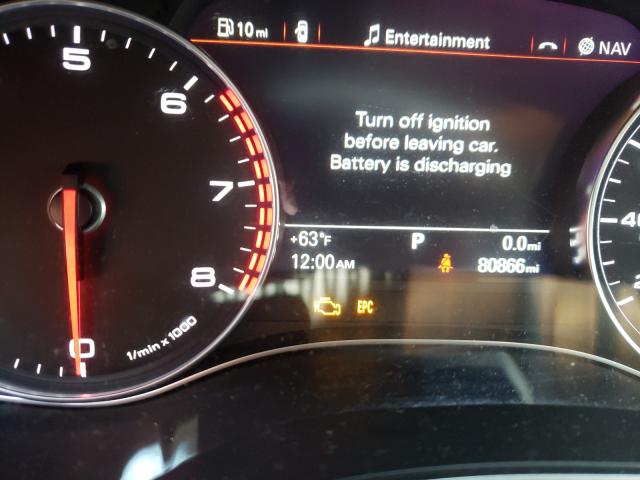 10 mi
Entertainment
NAV
Turn off ignition
before leaving car.
Battery is discharging
+63°F
P
0.0mi
12:00AM
80866mi
EPC
5
6
7
8
0
1/min x 1000